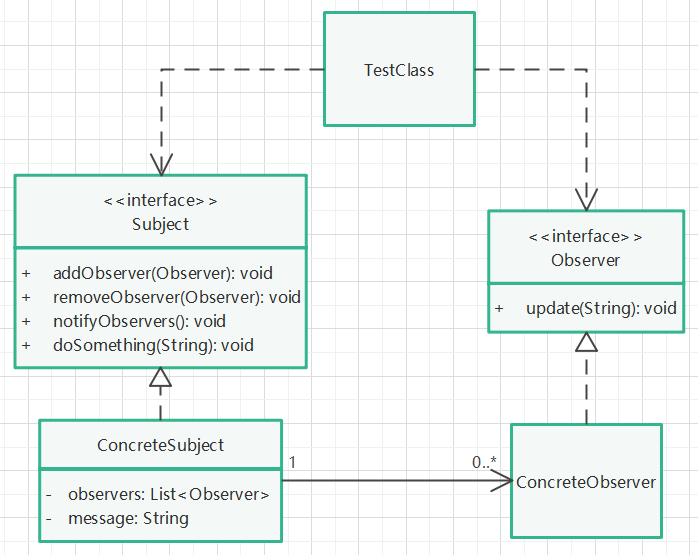 TestClass
<<interface>>
Subject
+ addObserver(Observer): void
+ removeObserver(Observer): void
+ notifyObservers(): void
+ doSomething(String): void
<<interface>>
Observer
+ update(String): void
ConcreteSubject
- observers: List<Observer>
- message: String
1
0..*
ConcreteObserver